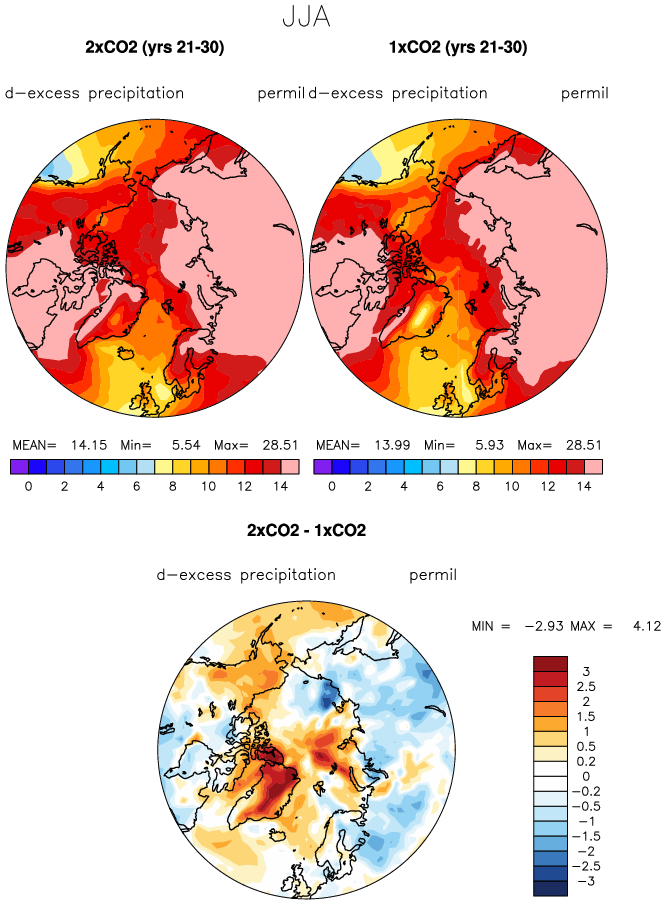 JJA
2xCO2 (yrs 21-30) 1xCO2 (yrs 21-30)
d-excess precipitation permil d-excess precipitation permil
MEAN= 14.15 Min= 5.54 Max= 28.51 MEAN= 13.99 Min= 5.93 Max= 28.51
0 2 4 6 8 10 12 14 0 2 4 6 8 10 12 14
2xCO2 - 1xCO2
d-excess precipitation permil
MIN = -2.93 MAX = 4.12
3
2.5
2
1.5
1
0.5
0.2
0
-0.2
-0.5
-1
-1.5
-2
-2.5
-3